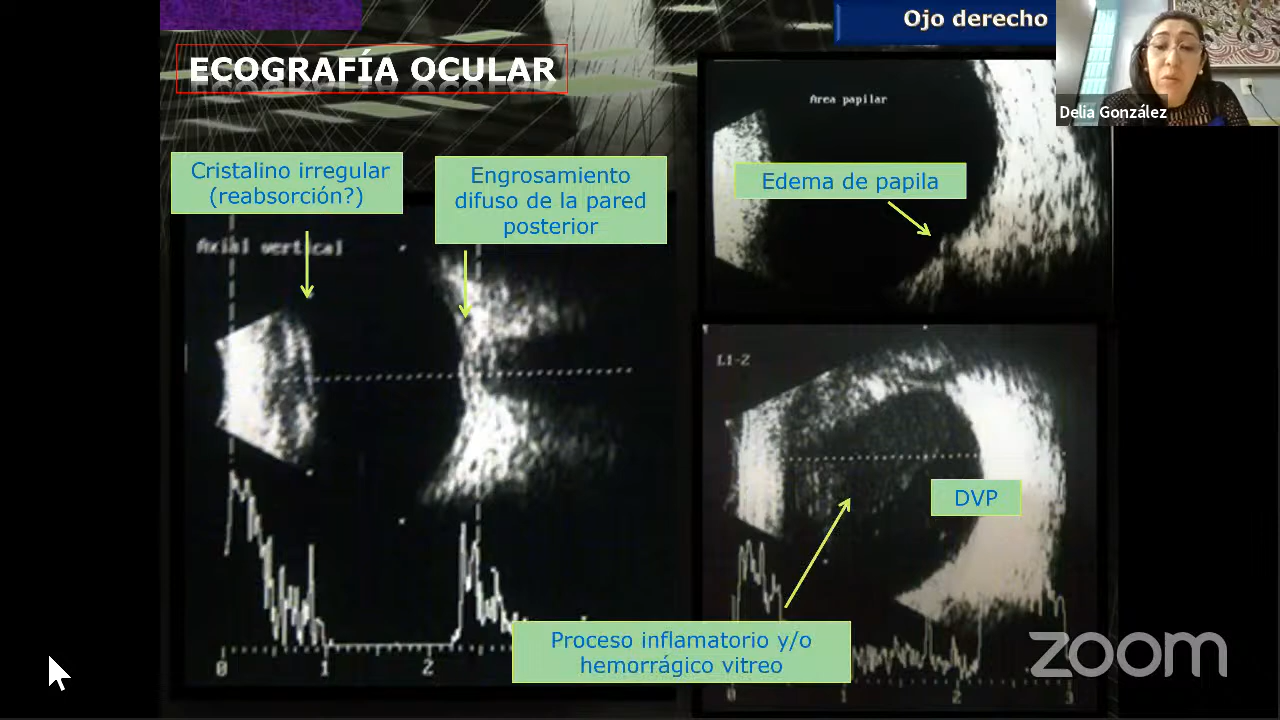 Ojo derecho
Delia González
ECOGRAFÍA OCULAR
Area papilar
Cristalino irregular
(reabsorción?)
Engrosamiento
difuso de la pared
posterior
Edema de papila
Axial vertical
L1-2
DVP
Proceso inflamatorio y/o
hemorrágico vitreo
0 1 2
0 1 2 3
zoom